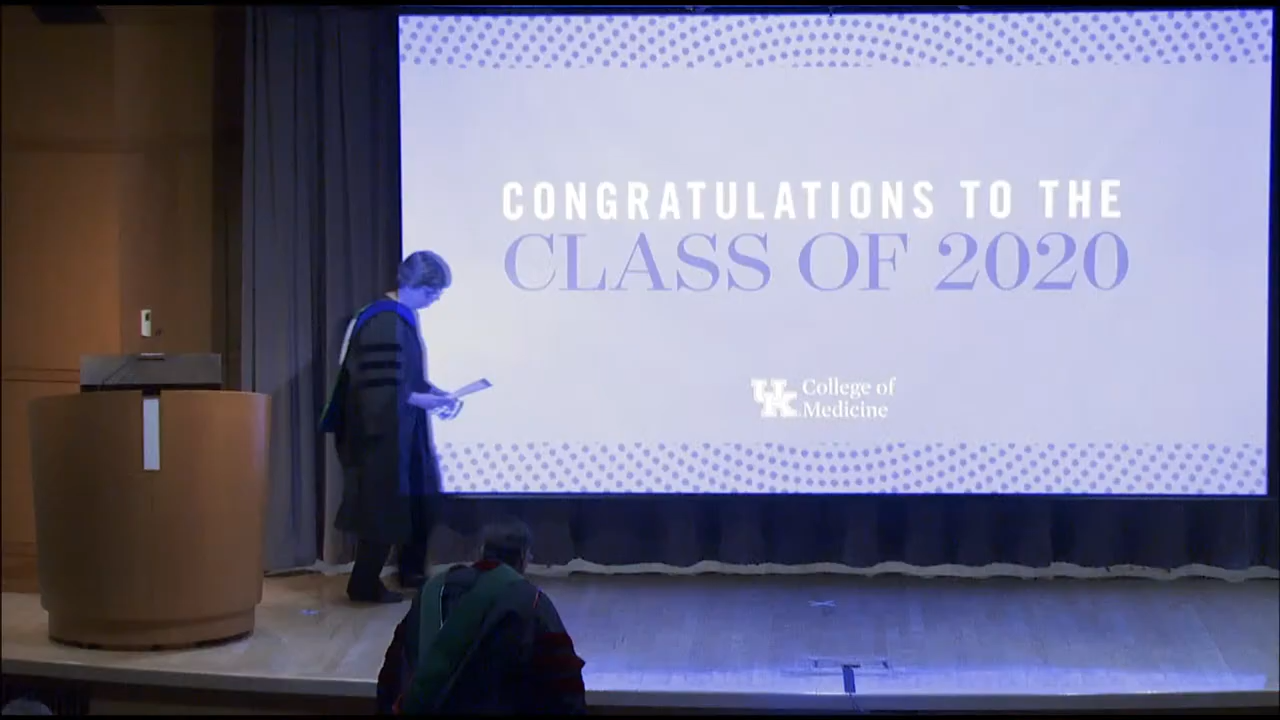 CONGRATULATIONS TO THE
CLASS OF 2020
UK College of
Medicine